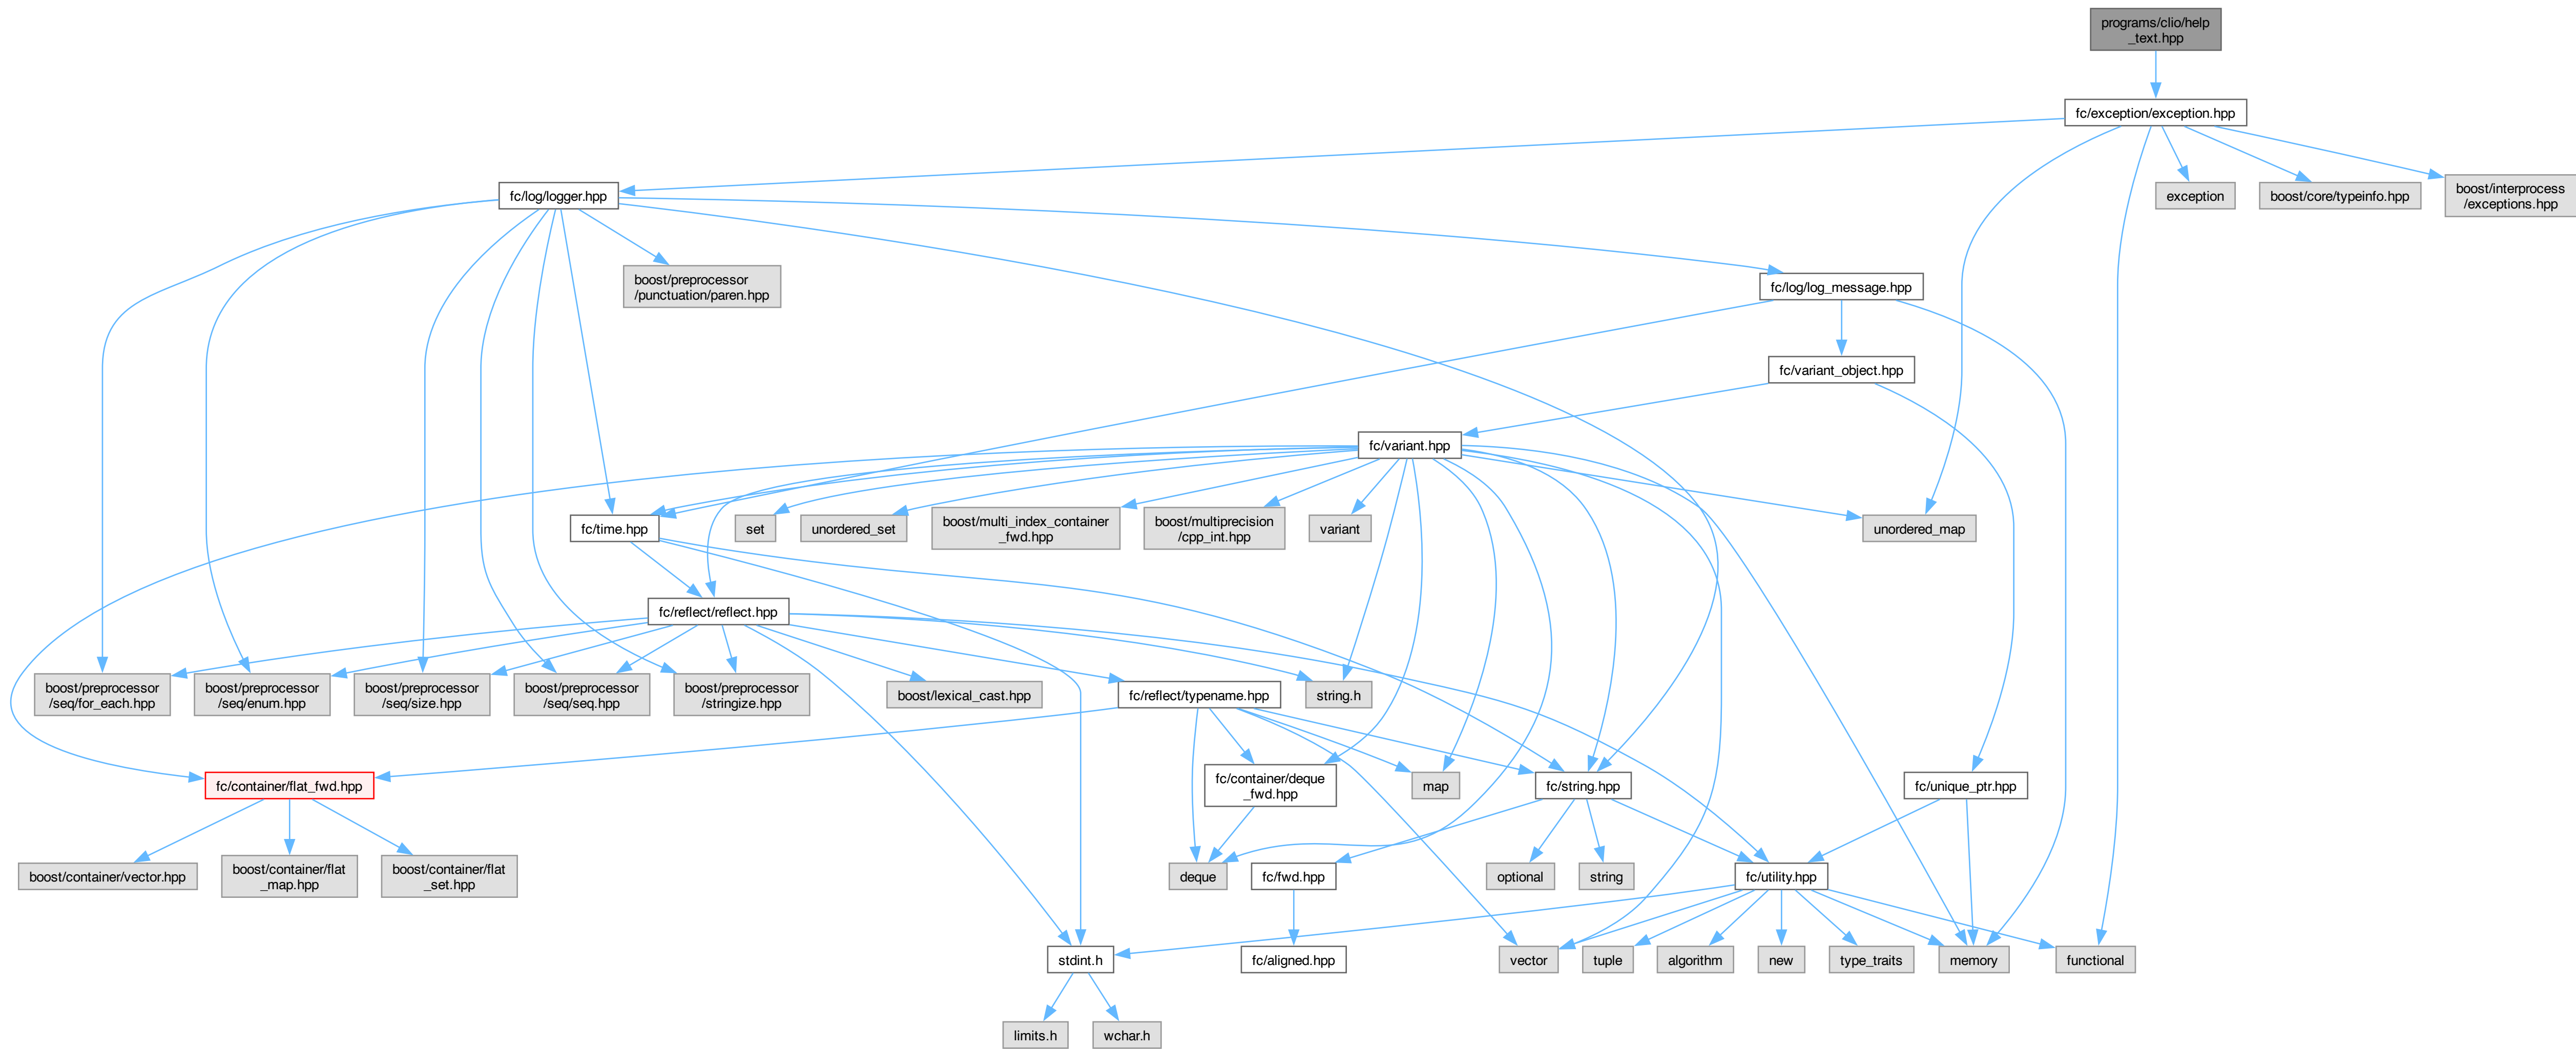 programs/clio/help
_text.hpp
fc/exception/exception.hpp
fc/log/logger.hpp
exception
boost/core/typeinfo.hpp
boost/interprocess
/exceptions.hpp
boost/preprocessor
/punctuation/paren.hpp
fc/log/log_message.hpp
fc/variant_object.hpp
fc/variant.hpp
fc/time.hpp
set
unordered_set
boost/multi_index_container
_fwd.hpp
boost/multiprecision
/cpp_int.hpp
variant
unordered_map
fc/reflect/reflect.hpp
boost/preprocessor
/seq/for_each.hpp
boost/preprocessor
/seq/enum.hpp
boost/preprocessor
/seq/size.hpp
boost/preprocessor
/seq/seq.hpp
boost/preprocessor
/stringize.hpp
boost/lexical_cast.hpp
fc/reflect/typename.hpp
string.h
fc/container/flat_fwd.hpp
fc/container/deque
_fwd.hpp
map
fc/string.hpp
fc/unique_ptr.hpp
boost/container/vector.hpp
boost/container/flat
_map.hpp
boost/container/flat
_set.hpp
deque
fc/fwd.hpp
optional
string
fc/utility.hpp
stdint.h
fc/aligned.hpp
vector
tuple
algorithm
new
type_traits
memory
functional
limits.h
wchar.h